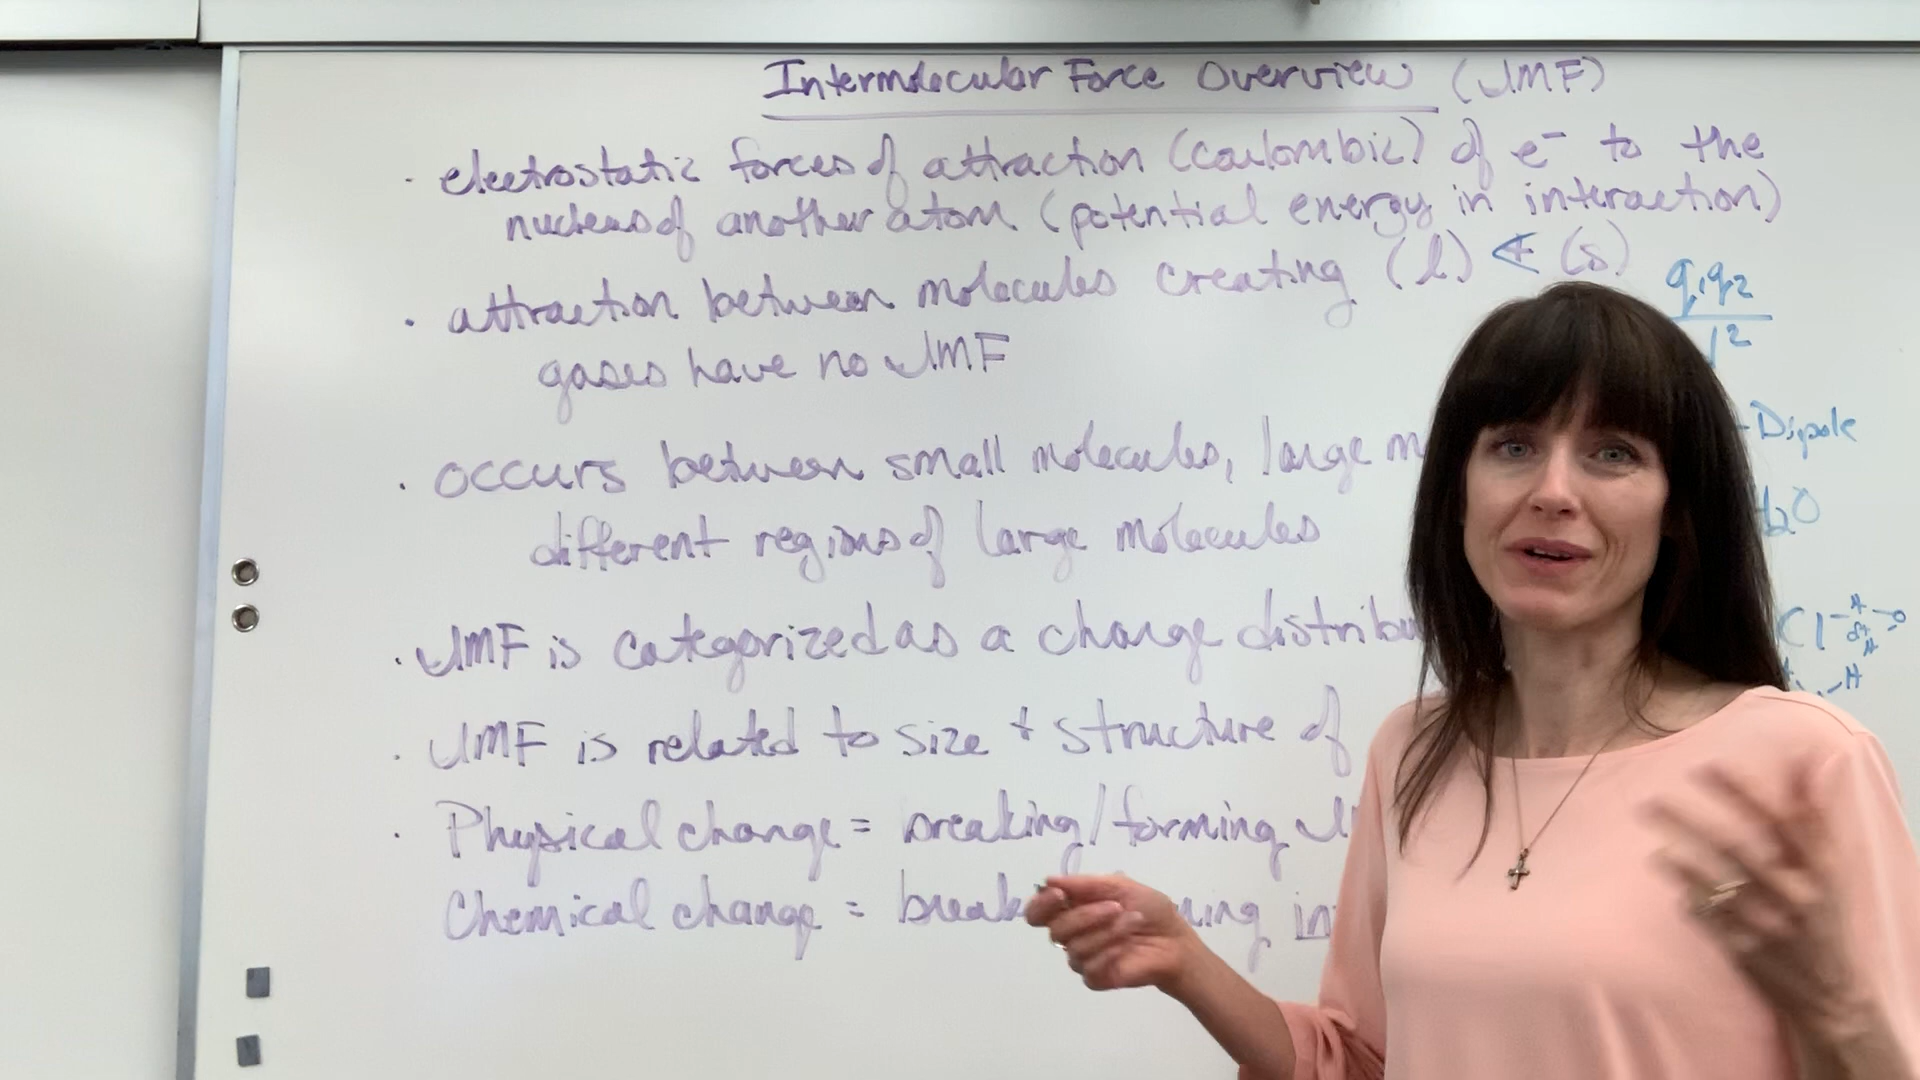 Intermolecular Force Overview (IMF)
· electrostatic forces of attraction (coulombic) of e⁻ to the
nucleus of another atom (potential energy in interaction)
· attraction between molecules creating (l) + (s)
gases have no IMF
q₁q₂
2
-Dipole
· occurs between small molecules, large m
different regions of large molecules
H₂O
· IMF is categorized as a charge distribu
Cl
H
δ+
O
H
H
· IMF is related to size + structure of
· Physical change = breaking/forming
Chemical change = break